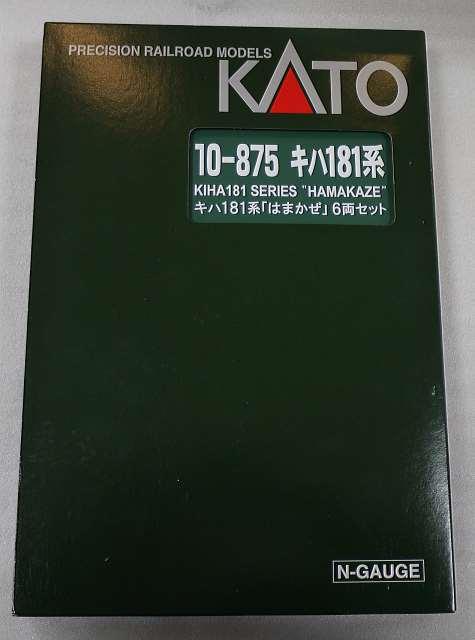 PRECISION RAILROAD MODELS
KATO
10-875 キハ181系
KIHA181 SERIES "HAMAKAZE"
キハ181系「はまかぜ」6両セット
N-GAUGE